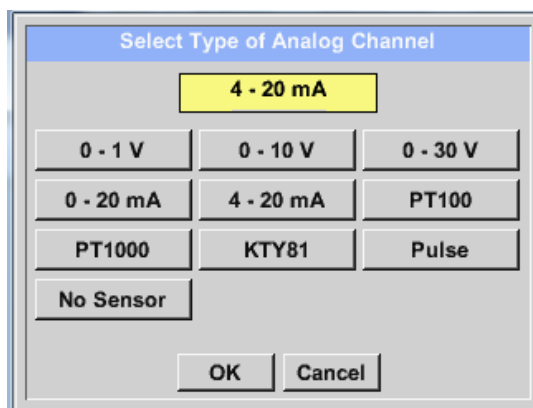 Select Type of Analog Channel
4 - 20 mA
0 - 1 V
0 - 10 V
0 - 30 V
0 - 20 mA
4 - 20 mA
PT100
PT1000
KTY81
Pulse
No Sensor
OK
Cancel